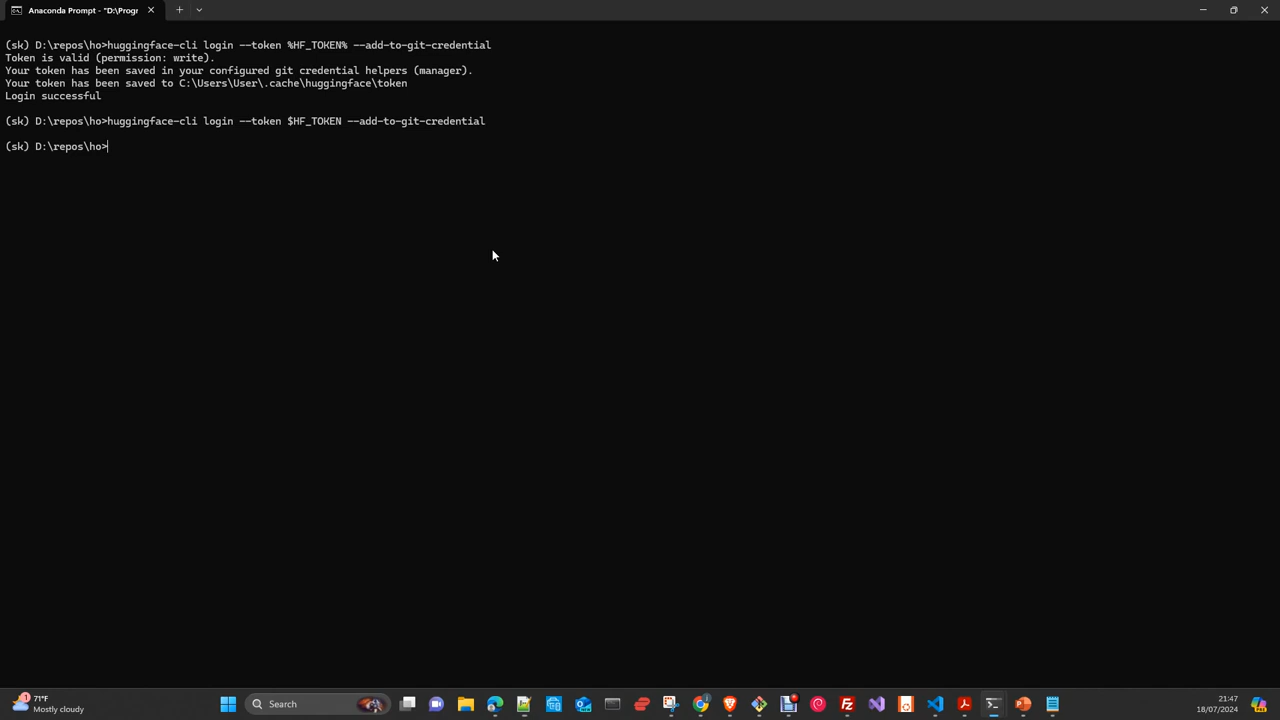 Anaconda Prompt - "D:\Progr
(sk) D:\repos\ho>huggingface-cli login --token %HF_TOKEN% --add-to-git-credential
Token is valid (permission: write).
Your token has been saved in your configured git credential helpers (manager).
Your token has been saved to C:\Users\User\.cache\huggingface\token
Login successful
(sk) D:\repos\ho>huggingface-cli login --token $HF_TOKEN --add-to-git-credential
(sk) D:\repos\ho>
1
71°F
Mostly cloudy
Search
21:47
18/07/2024